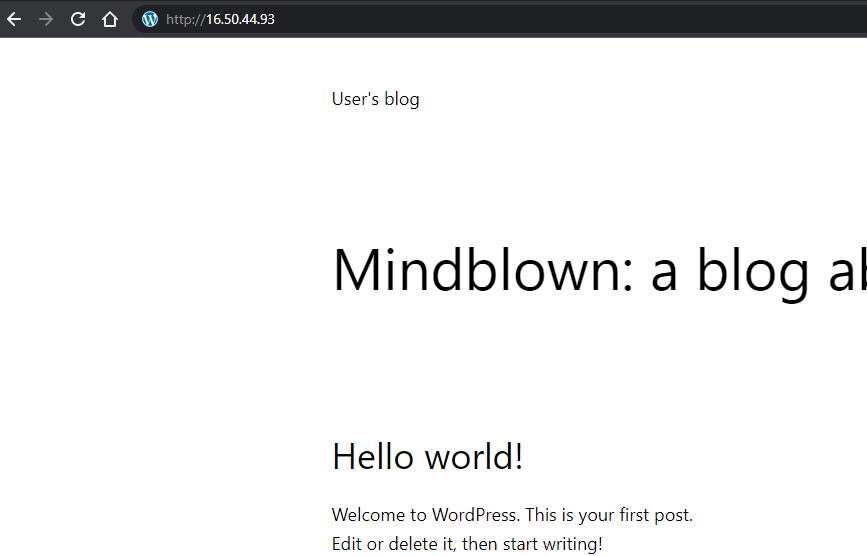 http://16.50.44.93
User's blog
Mindblown: a blog
Hello world!
Welcome to WordPress. This is your first post.
Edit or delete it, then start writing!